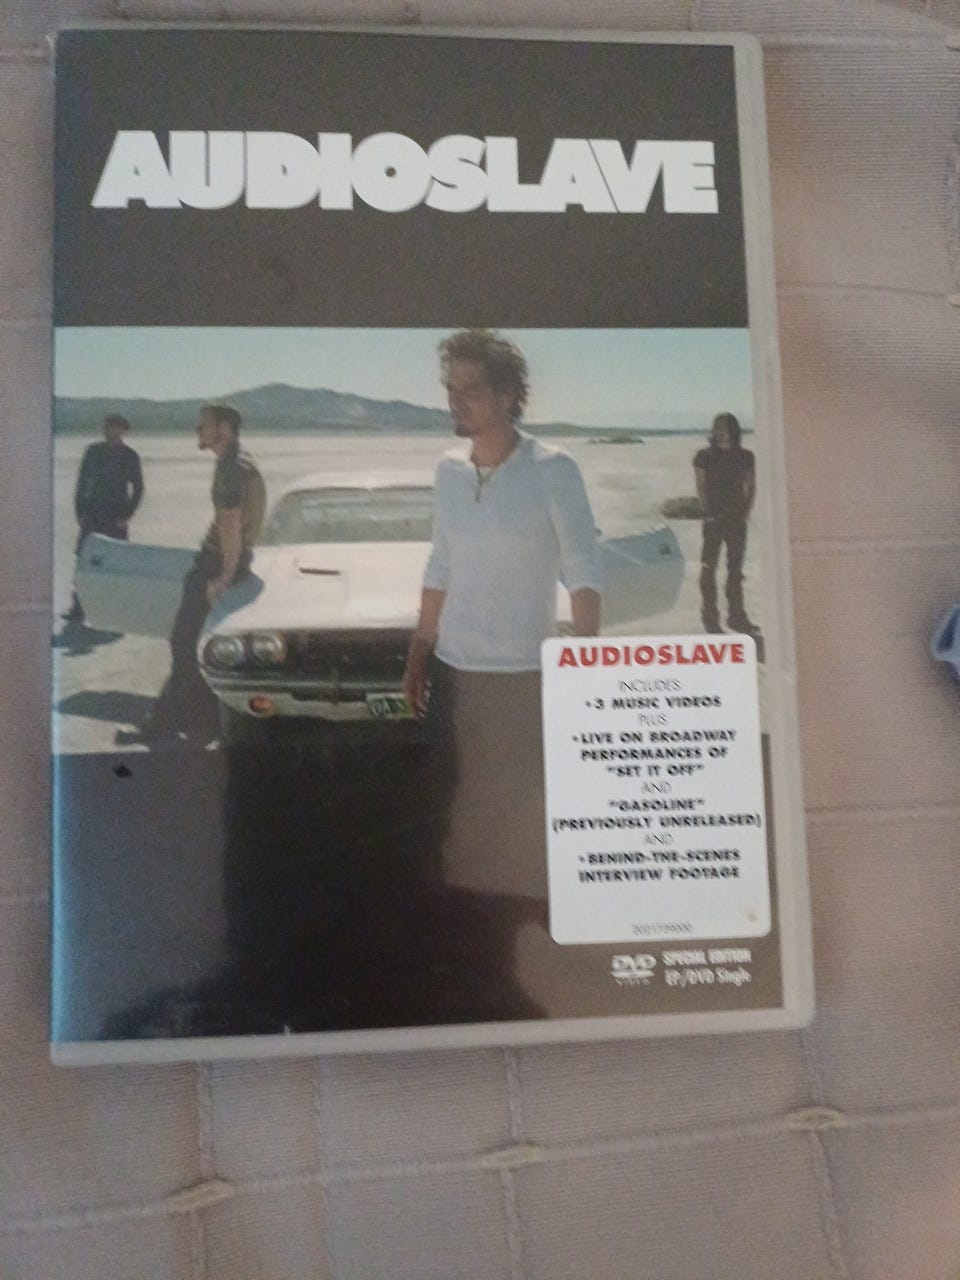 AUDIOSLAVE
AUDIOSLAVE
INCLUDES
• 3 MUSIC VIDEOS
PLUS
• LIVE ON BROADWAY
PERFORMANCES OF
"SET IT OFF"
AND
"GASOLINE"
(PREVIOUSLY UNRELEASED)
AND
• BEHIND-THE-SCENES
INTERVIEW FOOTAGE
DVD SPECIAL EDITION
VIDEO EP/DVD Single